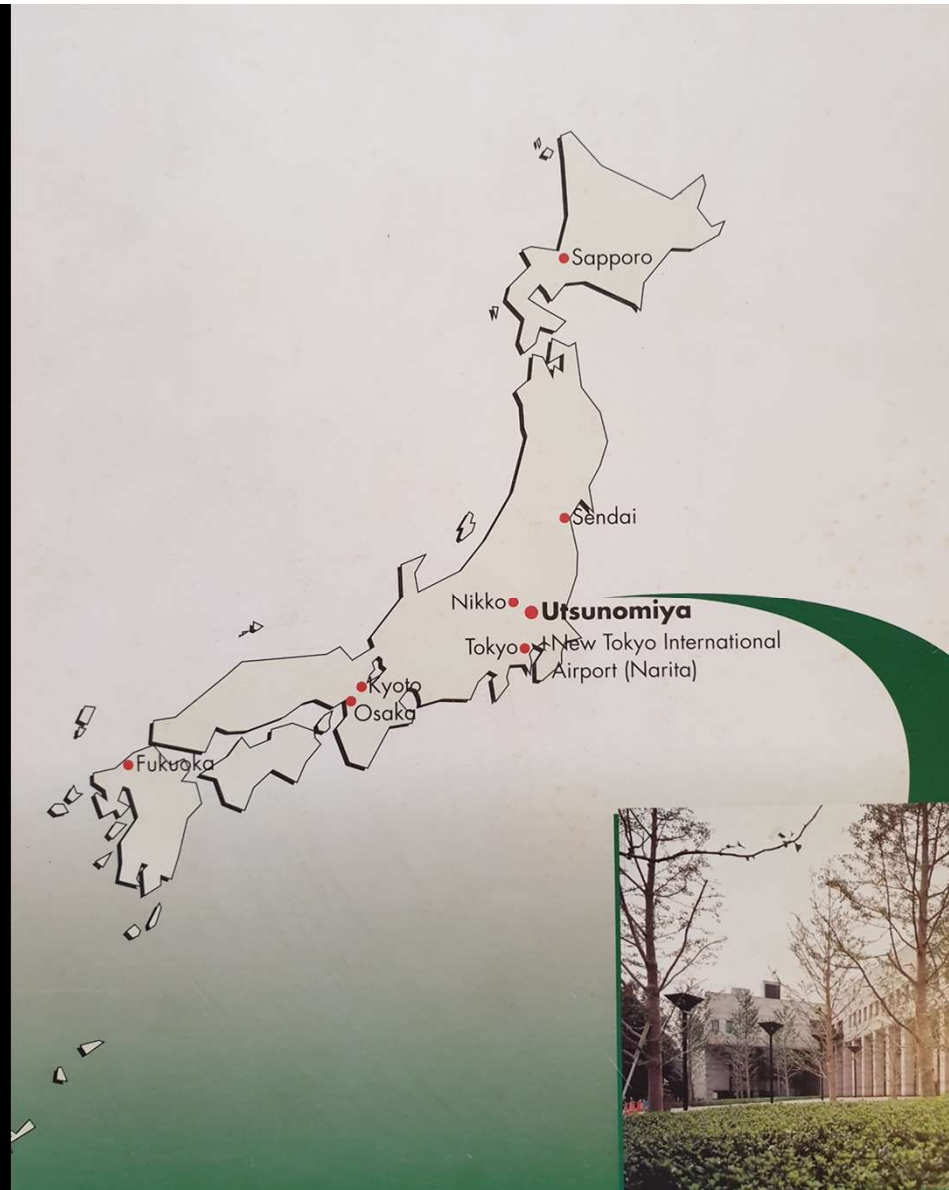 Sapporo
Sendai
Nikko
Utsunomiya
Tokyo
New Tokyo International
Airport (Narita)
Kyoto
Osaka
Fukuoka